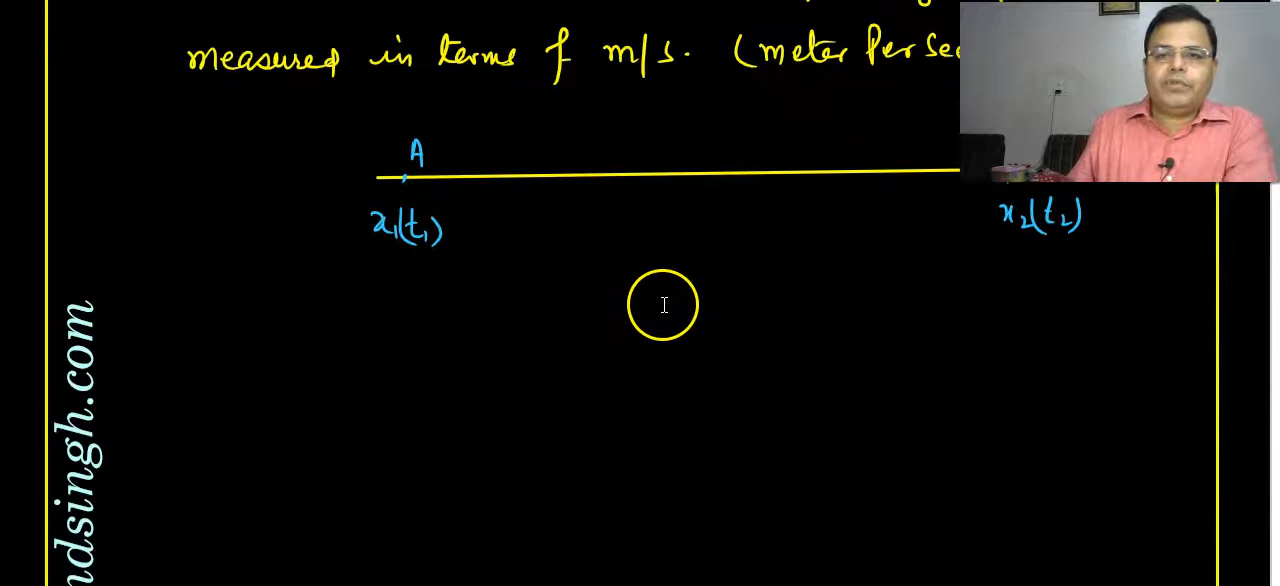 measured in terms of m/s. (meter Per Sec
A
x₁(t₁)
x₂(t₂)
ndsingh.com